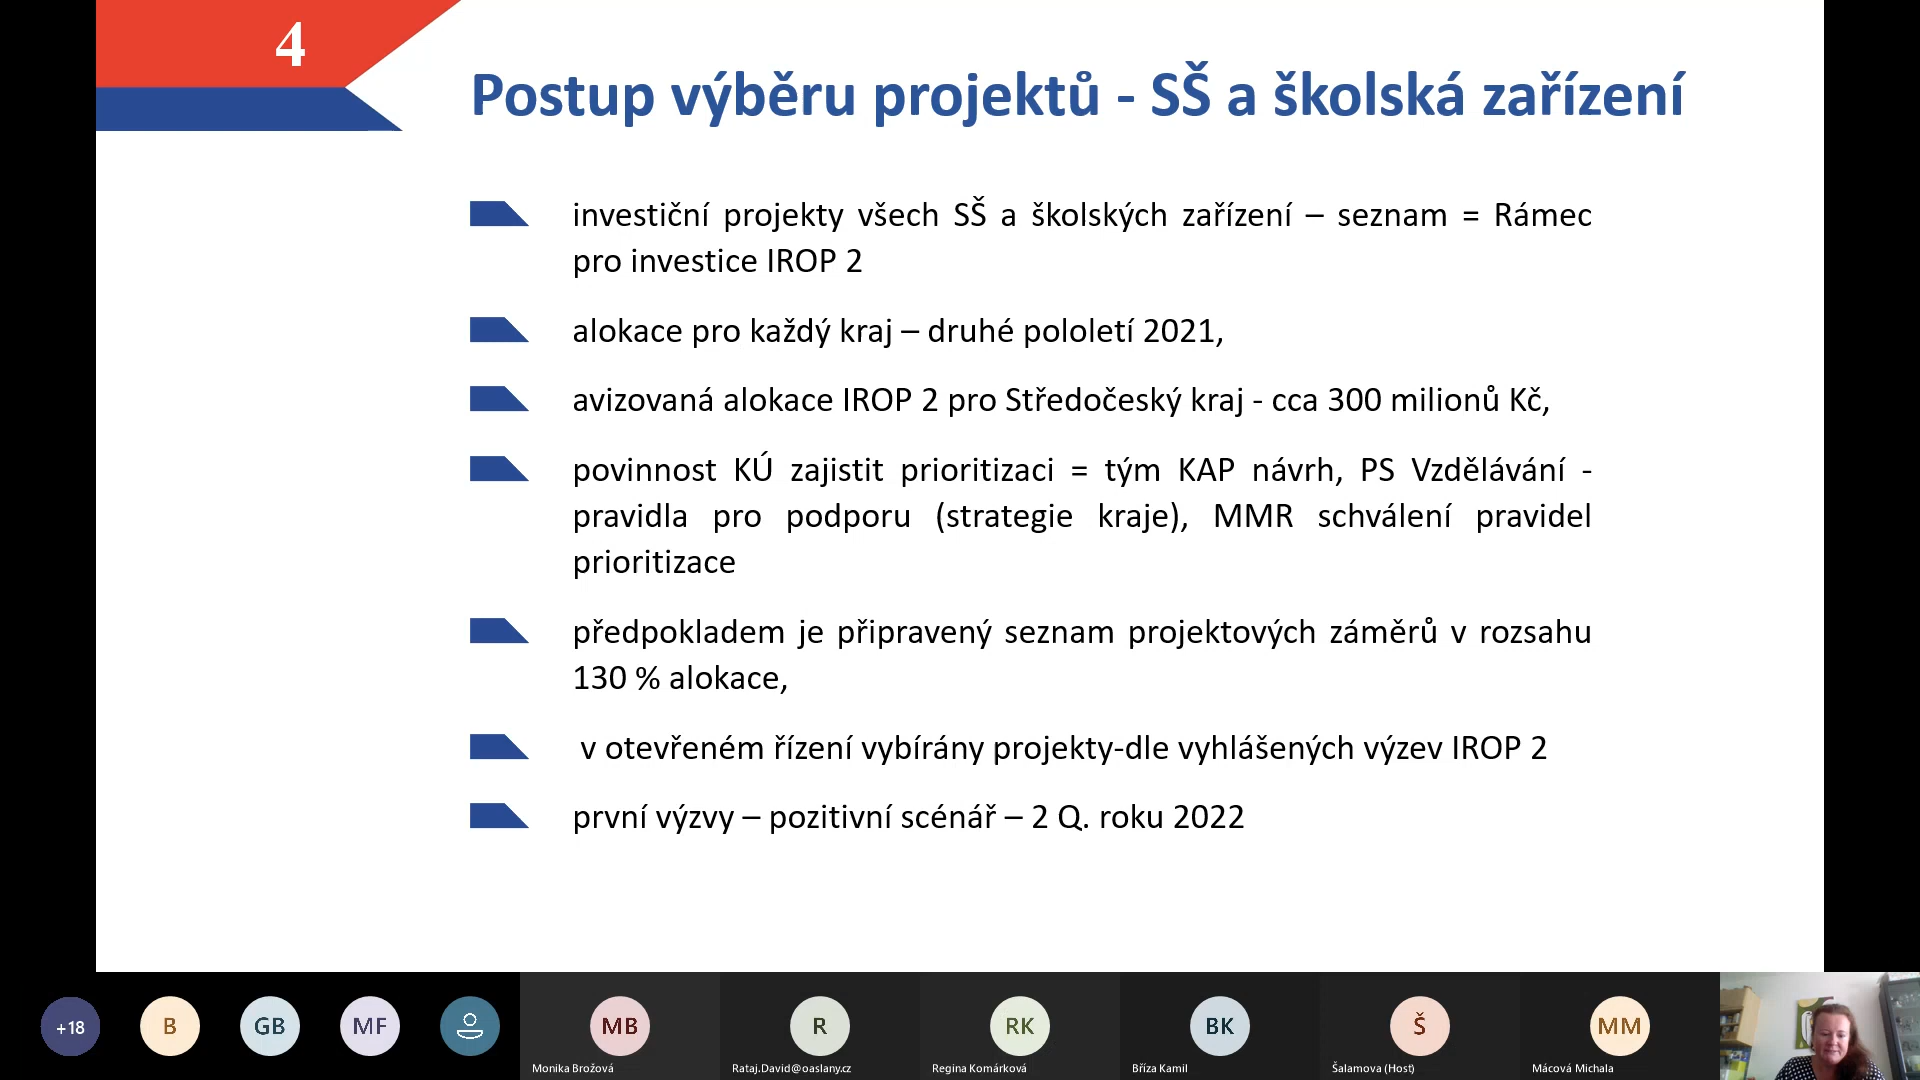 4
Postup výběru projektů - SŠ a školská zařízení
investiční projekty všech SŠ a školských zařízení – seznam = Rámec
pro investice IROP 2
alokace pro každý kraj – druhé pololetí 2021,
avizovaná alokace IROP 2 pro Středočeský kraj - cca 300 milionů Kč,
povinnost KÚ zajistit prioritizaci = tým KAP návrh, PS Vzdělávání -
pravidla pro podporu (strategie kraje), MMR schválení pravidel
prioritizace
předpokladem je připravený seznam projektových záměrů v rozsahu
130 % alokace,
v otevřeném řízení vybírány projekty-dle vyhlášených výzev IROP 2
první výzvy – pozitivní scénář – 2 Q. roku 2022
+18
B
GB
MF
MB
R
RK
BK
Š
MM
Monika Brožová
Rataj.David@oaslany.cz
Regina Komárková
Bříza Kamil
Šalamova (Host)
Mácová Michala